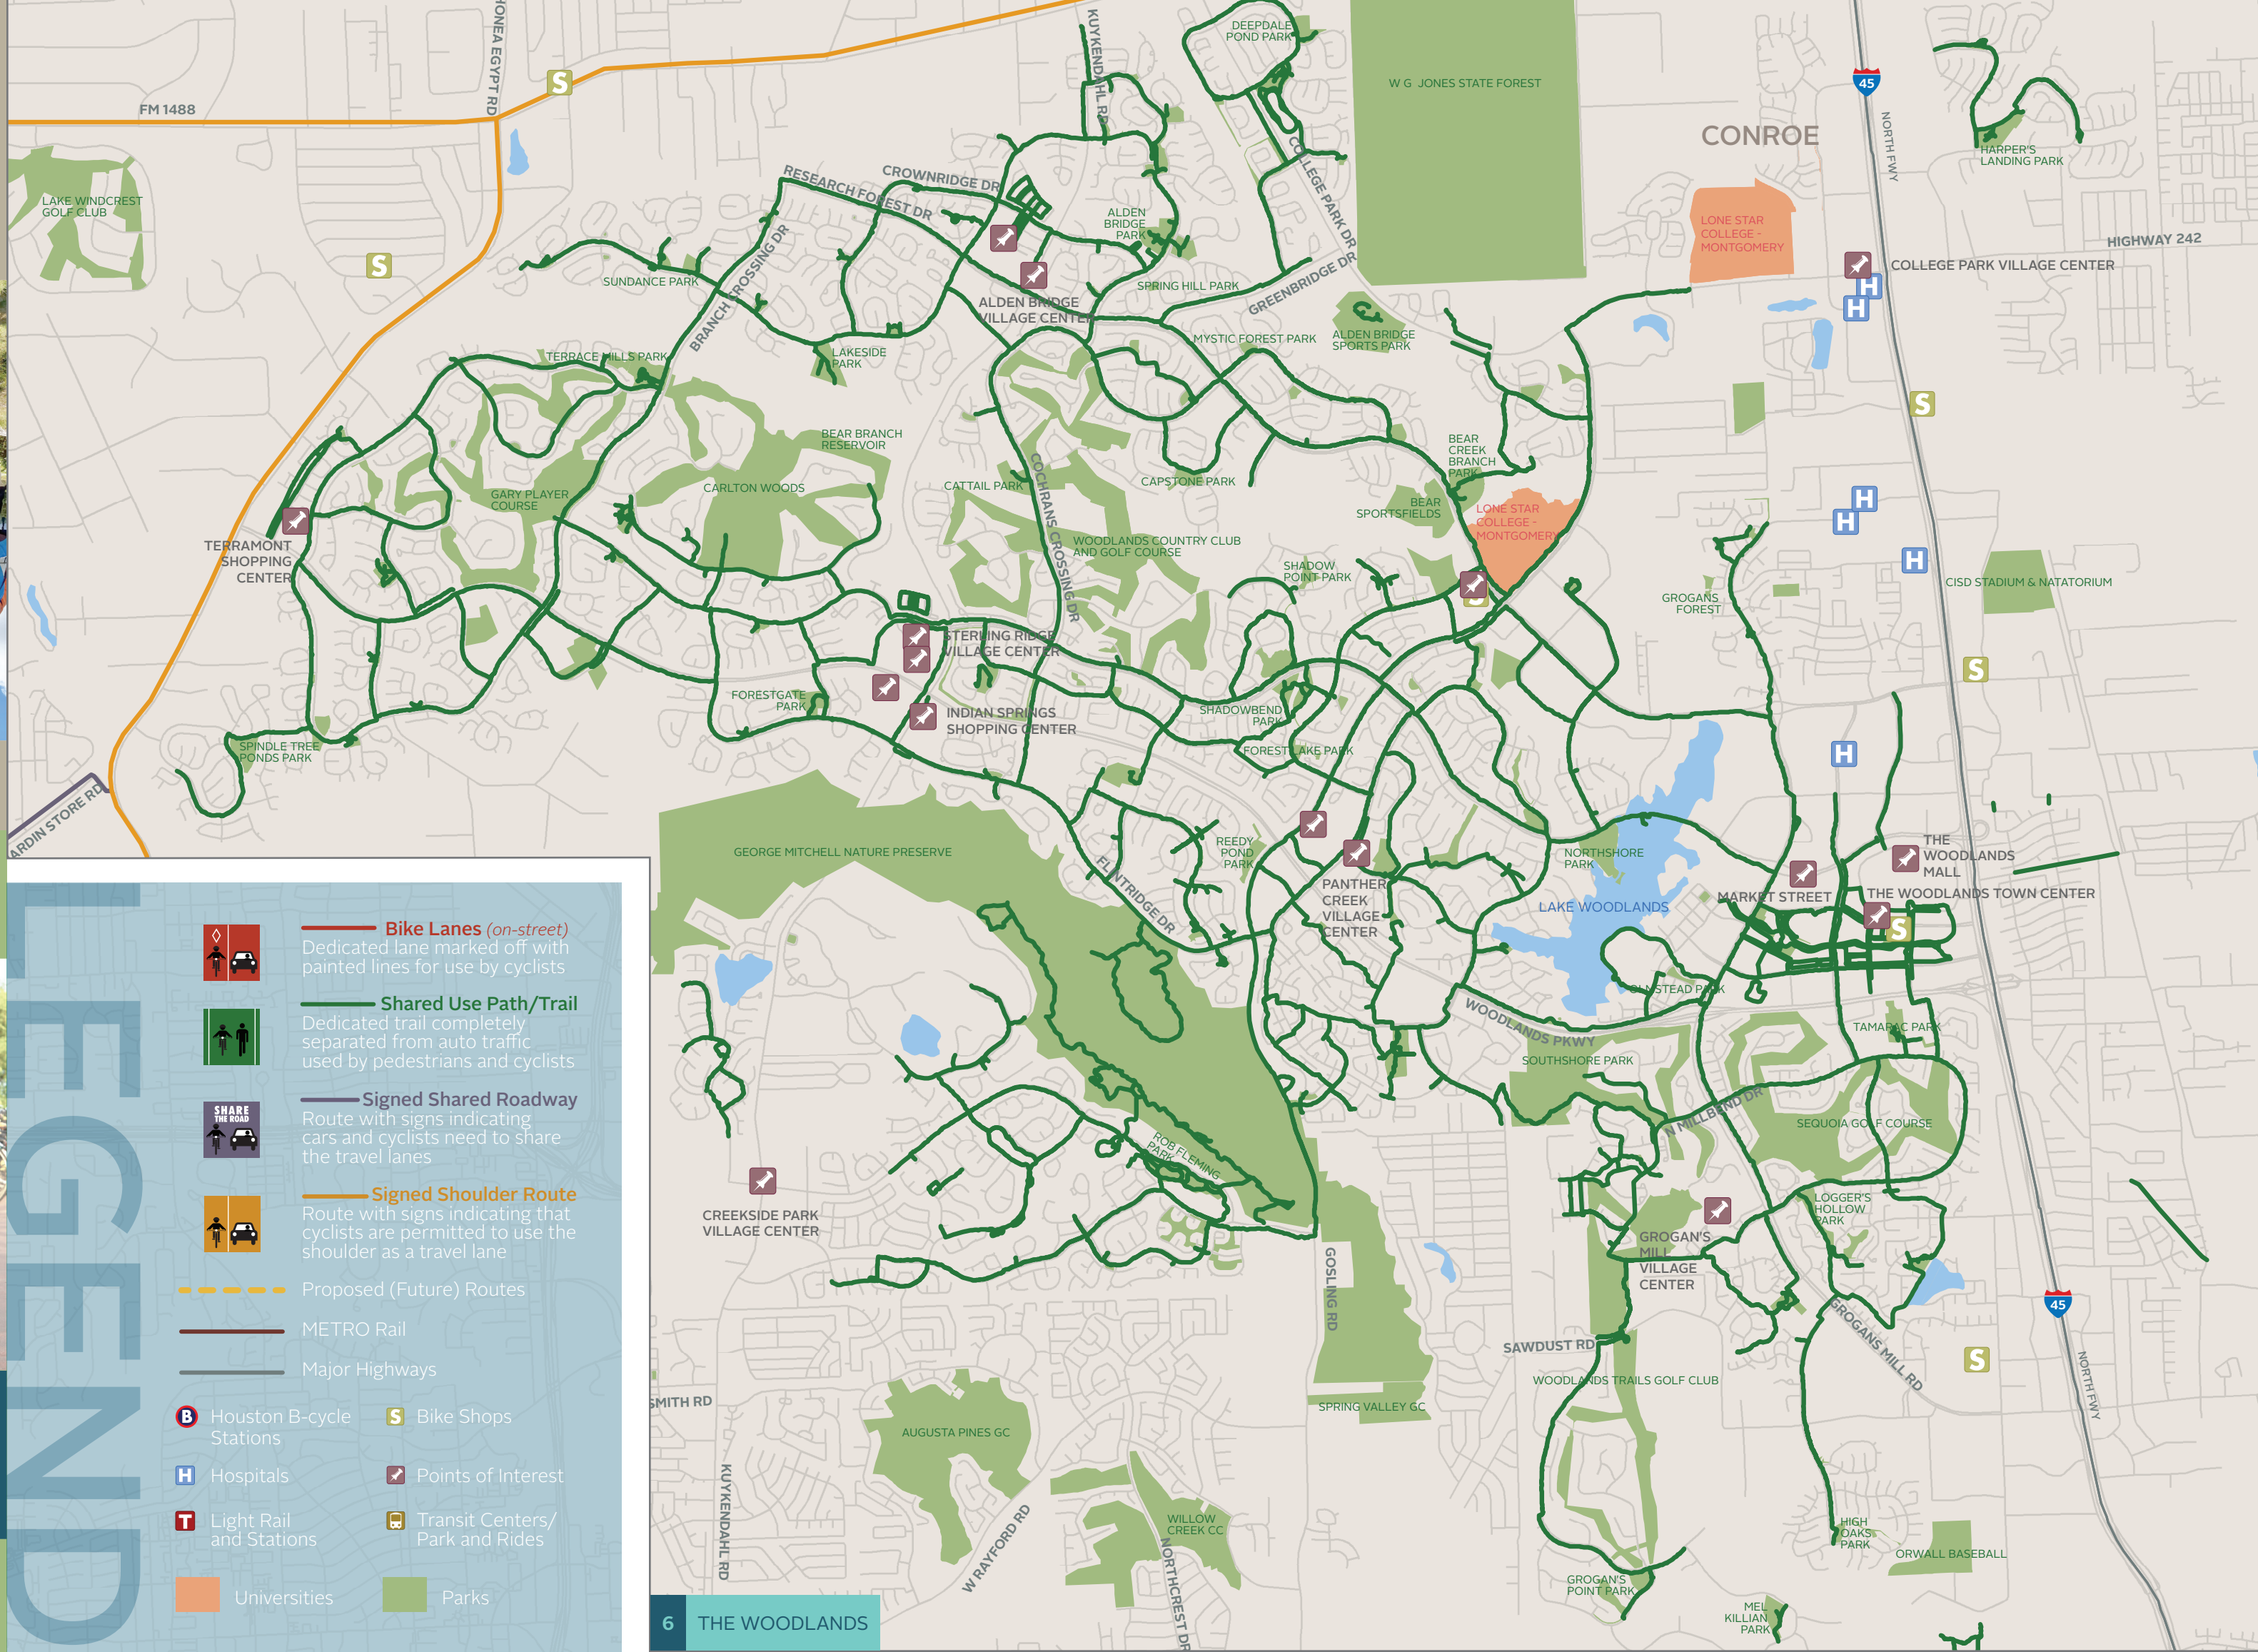 HONEA EGYPT RD
KUYKENDAHL RD
DEEPDALE
POND PARK
S
FM 1488
W G JONES STATE FOREST
45
NORTH FWY
CONROE
HARPER'S
LANDING PARK
LAKE WINDCREST
GOLF CLUB
RESEARCH FOREST DR
CROWNRIDGE DR
COLLEGE PARK DR
ALDEN
BRIDGE
PARK
LONE STAR
COLLEGE -
MONTGOMERY
HIGHWAY 242
S
COLLEGE PARK VILLAGE CENTER
H
H
SUNDANCE PARK
BRANCH CROSSING DR
SPRING HILL PARK
GREENBRIDGE DR
ALDEN BRIDGE
VILLAGE CENTER
MYSTIC FOREST PARK
ALDEN BRIDGE
SPORTS PARK
TERRACE MILLS PARK
LAKESIDE
PARK
S
BEAR BRANCH
RESERVOIR
BEAR
CREEK
BRANCH
PARK
COCHRANS CROSSING DR
CATTAIL PARK
CAPSTONE PARK
CARLTON WOODS
GARY PLAYER
COURSE
BEAR
SPORTSFIELDS
LONE STAR
COLLEGE -
MONTGOMERY
H
H
TERRAMONT
SHOPPING
CENTER
WOODLANDS COUNTRY CLUB
AND GOLF COURSE
SHADOW
POINT PARK
S
H
CISD STADIUM & NATATORIUM
GROGANS
FOREST
STERLING RIDGE
VILLAGE CENTER
S
FORESTGATE
PARK
INDIAN SPRINGS
SHOPPING CENTER
SHADOWBEND
PARK
FOREST LAKE PARK
H
SPINDLE TREE
PONDS PARK
ARDIN STORE RD
GEORGE MITCHELL NATURE PRESERVE
FLINTRIDGE DR
REEDY
POND
PARK
PANTHER
CREEK
VILLAGE
CENTER
NORTHSHORE
PARK
LAKE WOODLANDS
MARKET STREET
THE
WOODLANDS
MALL
THE WOODLANDS TOWN CENTER
S
OLMSTEAD PARK
WOODLANDS PKWY
TAMARAC PARK
SOUTHSHORE PARK
N MILLBEND DR
SEQUOIA GOLF COURSE
ROB FLEMING
PARK
CREEKSIDE PARK
VILLAGE CENTER
LOGGER'S
HOLLOW
PARK
GROGAN'S
MILL
VILLAGE
CENTER
GOSLING RD
45
GROGANS MILL RD
SAWDUST RD
S
NORTH FWY
WOODLANDS TRAILS GOLF CLUB
SMITH RD
SPRING VALLEY GC
AUGUSTA PINES GC
KUYKENDAHL RD
W RAYFORD RD
WILLOW
CREEK CC
NORTHCREST DR
HIGH
OAKS
PARK
ORWALL BASEBALL
GROGAN'S
POINT PARK
MEL
KILLIAN
PARK
6 THE WOODLANDS
LEGEND
Bike Lanes (on-street)
Dedicated lane marked off with
painted lines for use by cyclists
Shared Use Path/Trail
Dedicated trail completely
separated from auto traffic
used by pedestrians and cyclists
SHARE
THE ROAD
Signed Shared Roadway
Route with signs indicating
cars and cyclists need to share
the travel lanes
Signed Shoulder Route
Route with signs indicating that
cyclists are permitted to use the
shoulder as a travel lane
Proposed (Future) Routes
METRO Rail
Major Highways
B Houston B-cycle
Stations
S Bike Shops
H Hospitals
Points of Interest
T Light Rail
and Stations
Transit Centers/
Park and Rides
Universities
Parks